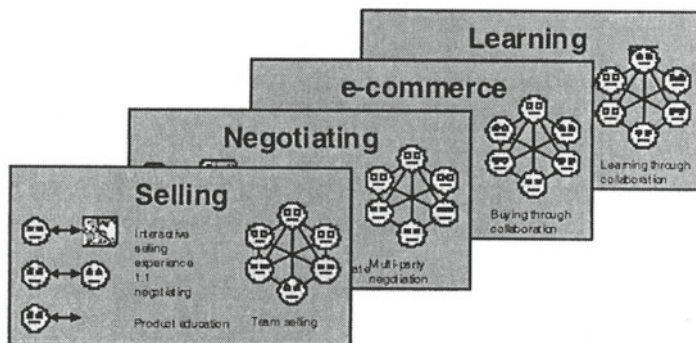 Learning
e-commerce
Negotiating
Selling
Learning through
collaboration
Buying through
collaboration
Multi-party
negotiation
Interactive
selling
experience
1:1
negotiating
Product education
Team selling